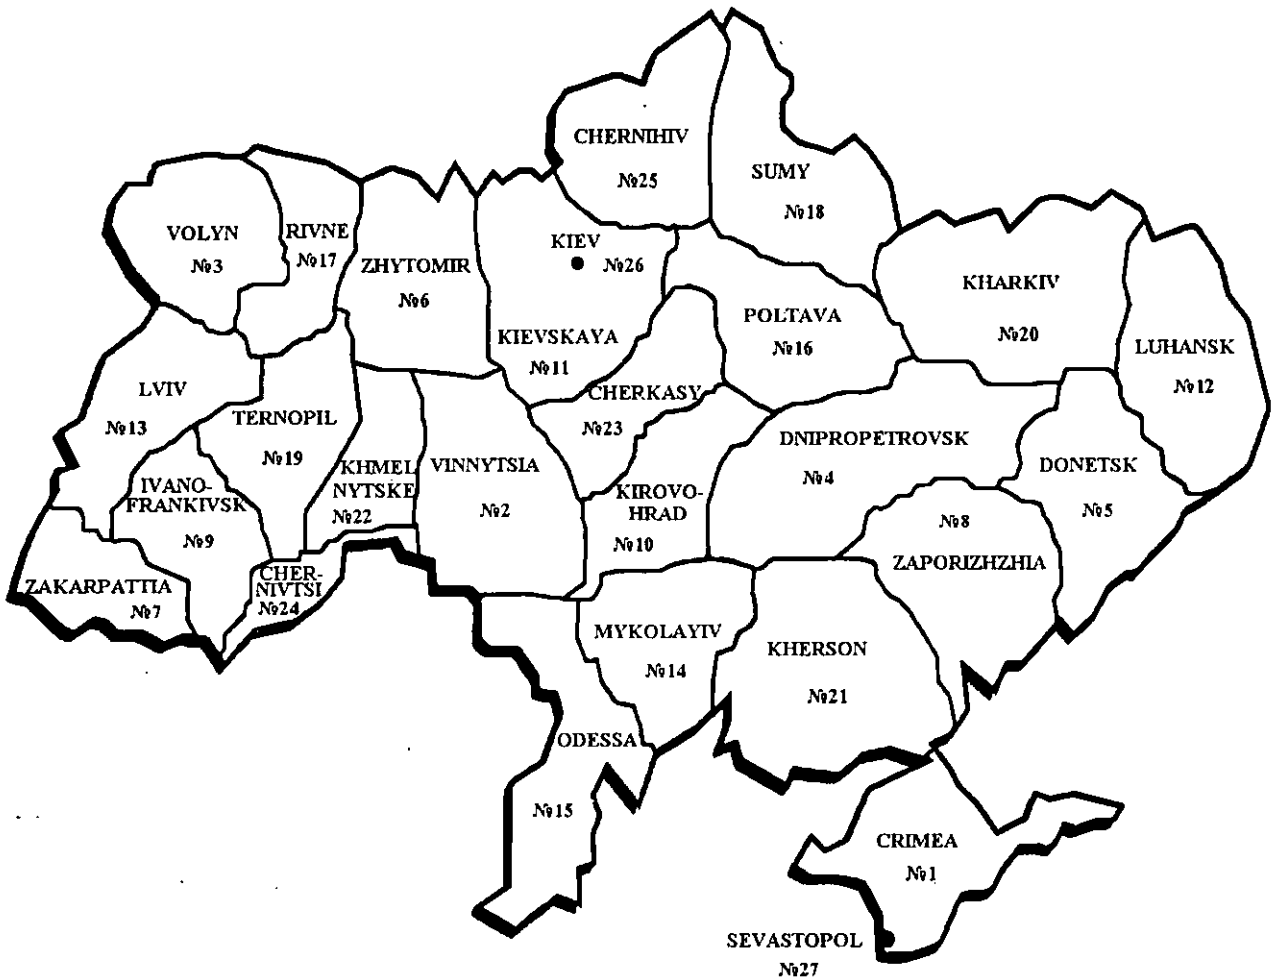 CHERNIHIV
№25
SUMY
№18
VOLYN
№3
RIVNE
№17
ZHYTOMIR
№6
KIEV
№26
KIEVSKAYA
№11
POLTAVA
№16
KHARKIV
№20
LUHANSK
№12
LVIV
№13
TERNOPIL
№19
KHMEL
NYTSKE
№22
VINNYTSIA
№2
CHERKASY
№23
KIROVO-
HRAD
№10
DNIPROPETROVSK
№4
DONETSK
№5
№8
ZAPORIZHZHIA
IVANO-
FRANKIVSK
№9
ZAKARPATTIA
№7
CHER-
NIVTSI
№24
MYKOLAYIV
№14
KHERSON
№21
ODESSA
№15
CRIMEA
№1
SEVASTOPOL
№27